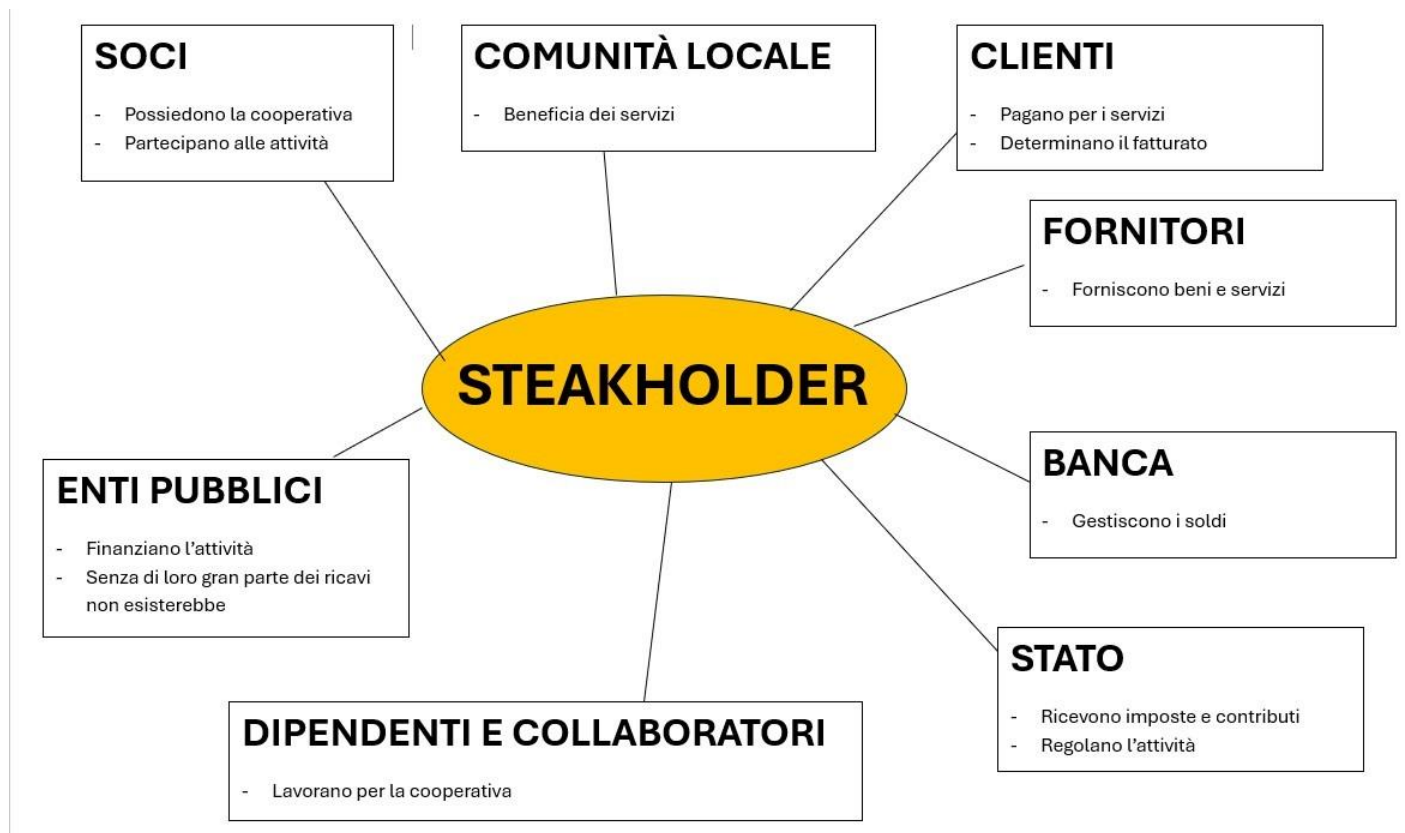 SOCI
- Possiedono la cooperativa
- Partecipano alle attività
COMUNITÀ LOCALE
- Beneficia dei servizi
CLIENTI
- Pagano per i servizi
- Determinano il fatturato
FORNITORI
- Forniscono beni e servizi
STEAKHOLDER
ENTI PUBBLICI
- Finanziano l’attività
- Senza di loro gran parte dei ricavi
non esisterebbe
BANCA
- Gestiscono i soldi
STATO
- Ricevono imposte e contributi
- Regolano l’attività
DIPENDENTI E COLLABORATORI
- Lavorano per la cooperativa